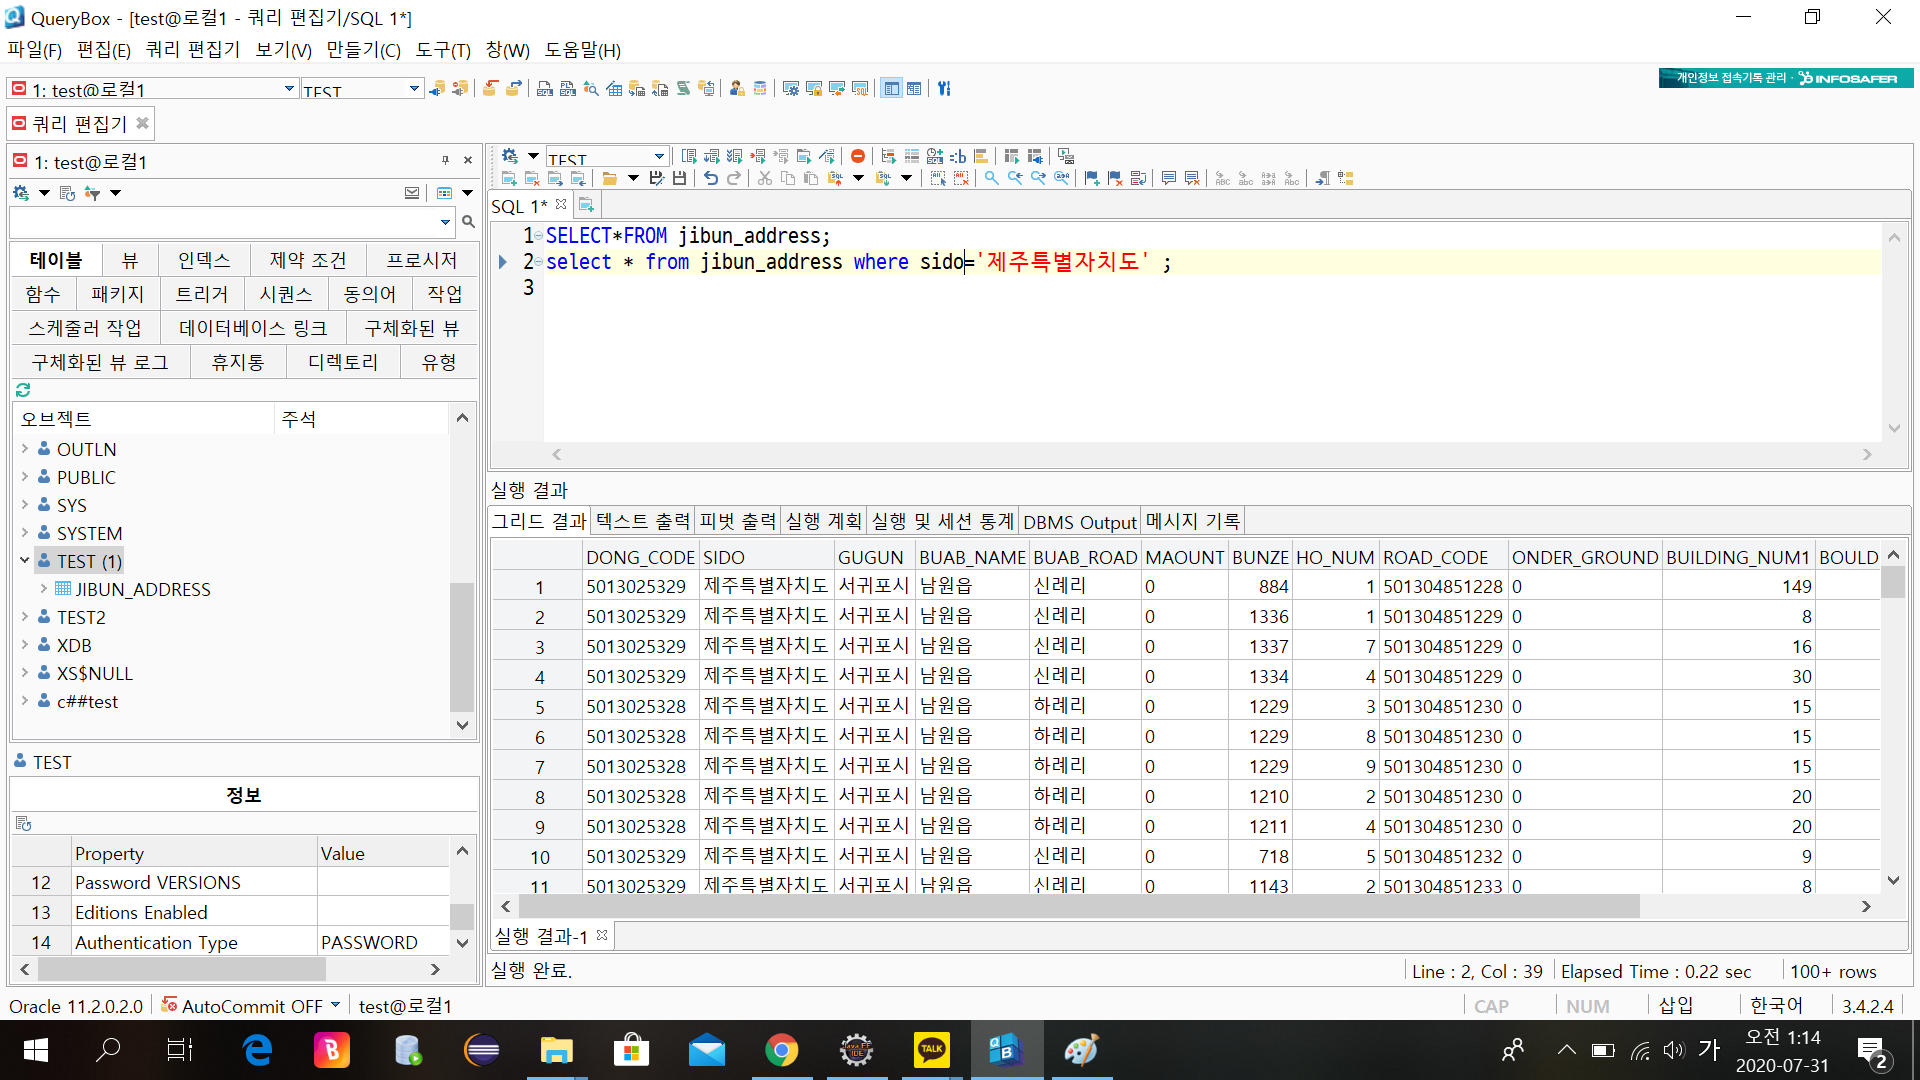 QueryBox - [test@로컬1 - 쿼리 편집기/SQL 1*]
파일(F) 편집(E) 쿼리 편집기 보기(V) 만들기(C) 도구(T) 창(W) 도움말(H)
1: test@로컬1 TEST
개인정보 접속기록 관리 · INFOSAFER
쿼리 편집기
1: test@로컬1
TEST
SQL 1*
테이블 뷰 인덱스 제약 조건 프로시저
함수 패키지 트리거 시퀀스 동의어 작업
스케줄러 작업 데이터베이스 링크 구체화된 뷰
구체화된 뷰 로그 휴지통 디렉토리 유형
오브젝트 주석
OUTLN
PUBLIC
SYS
SYSTEM
TEST (1)
JIBUN_ADDRESS
TEST2
XDB
XS$NULL
c##test
TEST
정보
Property Value
12 Password VERSIONS
13 Editions Enabled
14 Authentication Type PASSWORD
1 SELECT*FROM jibun_address;
2 select * from jibun_address where sido='제주특별자치도' ;
3
실행 결과
그리드 결과 텍스트 출력 피벗 출력 실행 계획 실행 및 세션 통계 DBMS Output 메시지 기록
DONG_CODE SIDO GUGUN BUAB_NAME BUAB_ROAD MAOUNT BUNZE HO_NUM ROAD_CODE ONDER_GROUND BUILDING_NUM1 BOULD
1 5013025329 제주특별자치도 서귀포시 남원읍 신례리 0 884 1 501304851228 0 149
2 5013025329 제주특별자치도 서귀포시 남원읍 신례리 0 1336 1 501304851229 0 8
3 5013025329 제주특별자치도 서귀포시 남원읍 신례리 0 1337 7 501304851229 0 16
4 5013025329 제주특별자치도 서귀포시 남원읍 신례리 0 1334 4 501304851229 0 30
5 5013025328 제주특별자치도 서귀포시 남원읍 하례리 0 1229 3 501304851230 0 15
6 5013025328 제주특별자치도 서귀포시 남원읍 하례리 0 1229 8 501304851230 0 15
7 5013025328 제주특별자치도 서귀포시 남원읍 하례리 0 1229 9 501304851230 0 15
8 5013025328 제주특별자치도 서귀포시 남원읍 하례리 0 1210 2 501304851230 0 20
9 5013025328 제주특별자치도 서귀포시 남원읍 하례리 0 1211 4 501304851230 0 20
10 5013025329 제주특별자치도 서귀포시 남원읍 신례리 0 718 5 501304851232 0 9
11 5013025329 제주특별자치도 서귀포시 남원읍 신례리 0 1143 2 501304851233 0 8
실행 결과-1
실행 완료. Line : 2, Col : 39 Elapsed Time : 0.22 sec 100+ rows
Oracle 11.2.0.2.0 AutoCommit OFF test@로컬1 CAP NUM 삽입 한국어 3.4.2.4
TALK
가
오전 1:14
2020-07-31
2